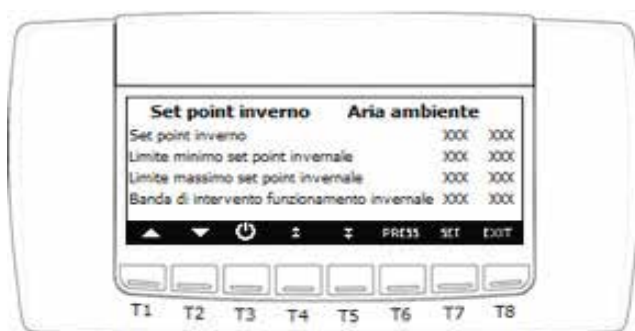 Set point inverno Aria ambiente
Set point inverno XXX XXX
Limite minimo set point invernale XXX XXX
Limite massimo set point invernale XXX XXX
Banda di intervento funzionamento invernale XXX XXX
PRESS SET EXIT
T1 T2 T3 T4 T5 T6 T7 T8